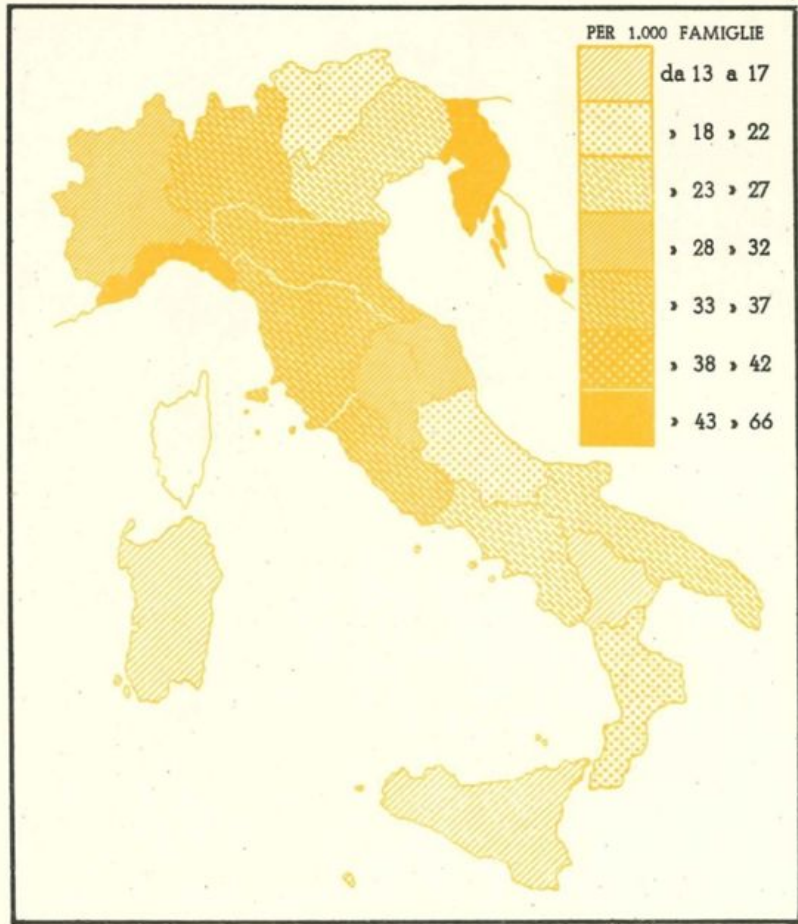 PER 1.000 FAMIGLIE
da 13 a 17
» 18 » 22
» 23 » 27
» 28 » 32
» 33 » 37
» 38 » 42
» 43 » 66